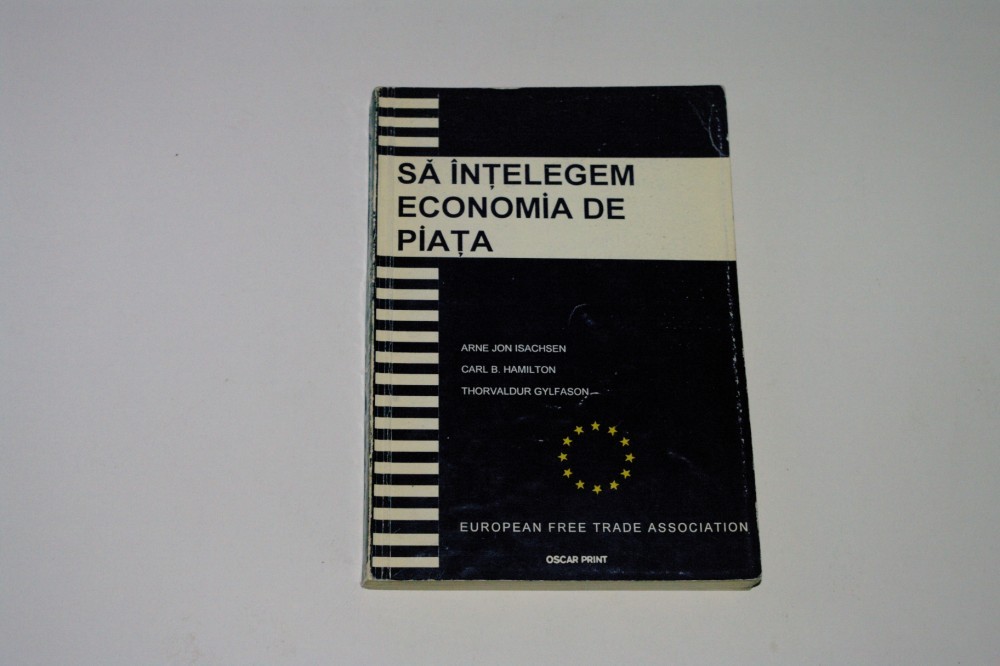 SĂ ÎNȚELEGEM
ECONOMiA DE
PiAȚA
ARNE JON ISACHSEN
CARL B. HAMILTON
THORVALDUR GYLFASON
EUROPEAN FREE TRADE ASSOCIATION
OSCAR PRINT